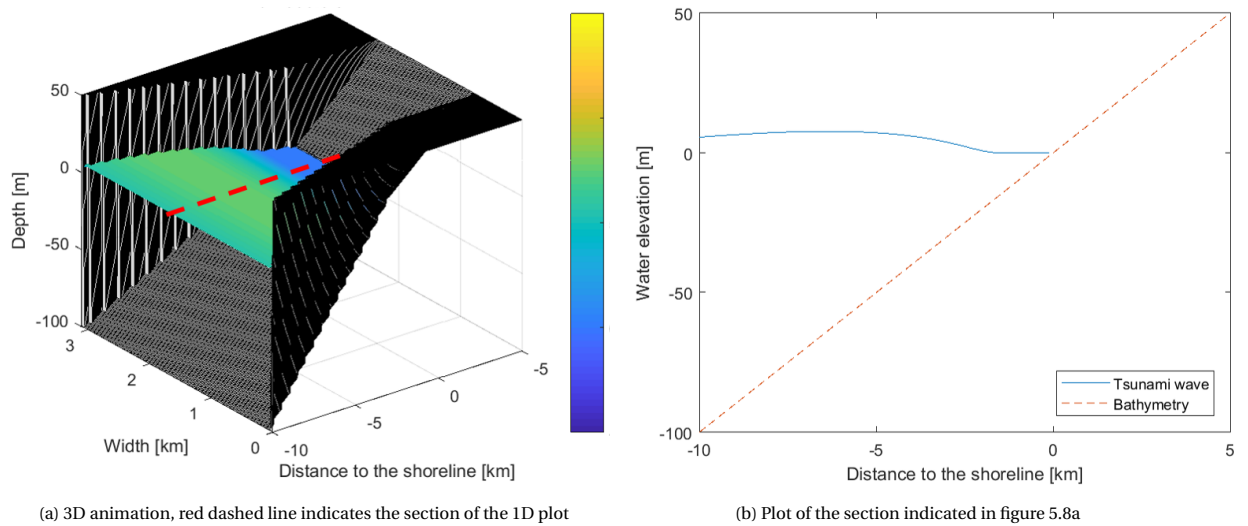 50
0
-50
-100
Depth [m]
3
2
1
0
Width [km]
-10
-5
0
-5
Distance to the shoreline [km]
50
0
-50
-100
Water elevation [m]
-10
-5
0
5
Distance to the shoreline [km]
Tsunami wave
Bathymetry
(a) 3D animation, red dashed line indicates the section of the 1D plot
(b) Plot of the section indicated in figure 5.8a